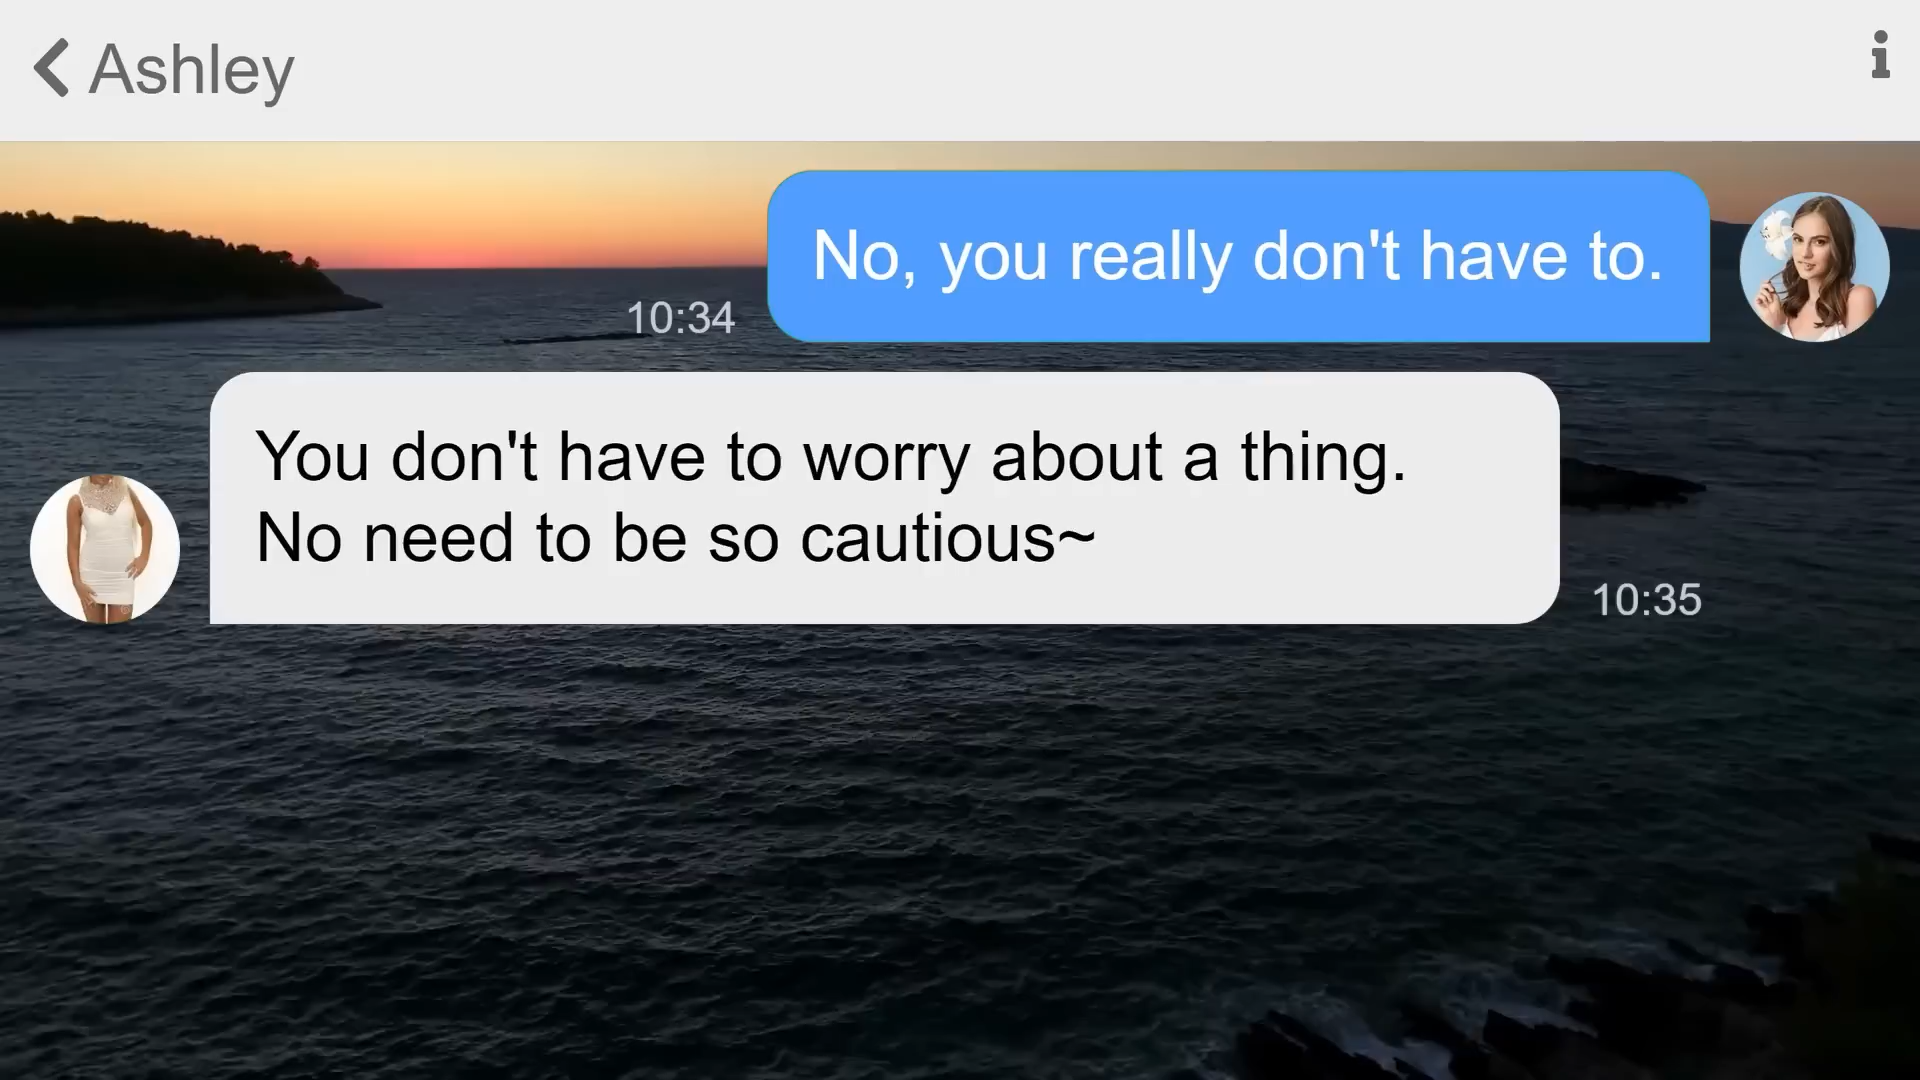 Ashley
No, you really don't have to.
10:34
You don't have to worry about a thing.
No need to be so cautious~
10:35